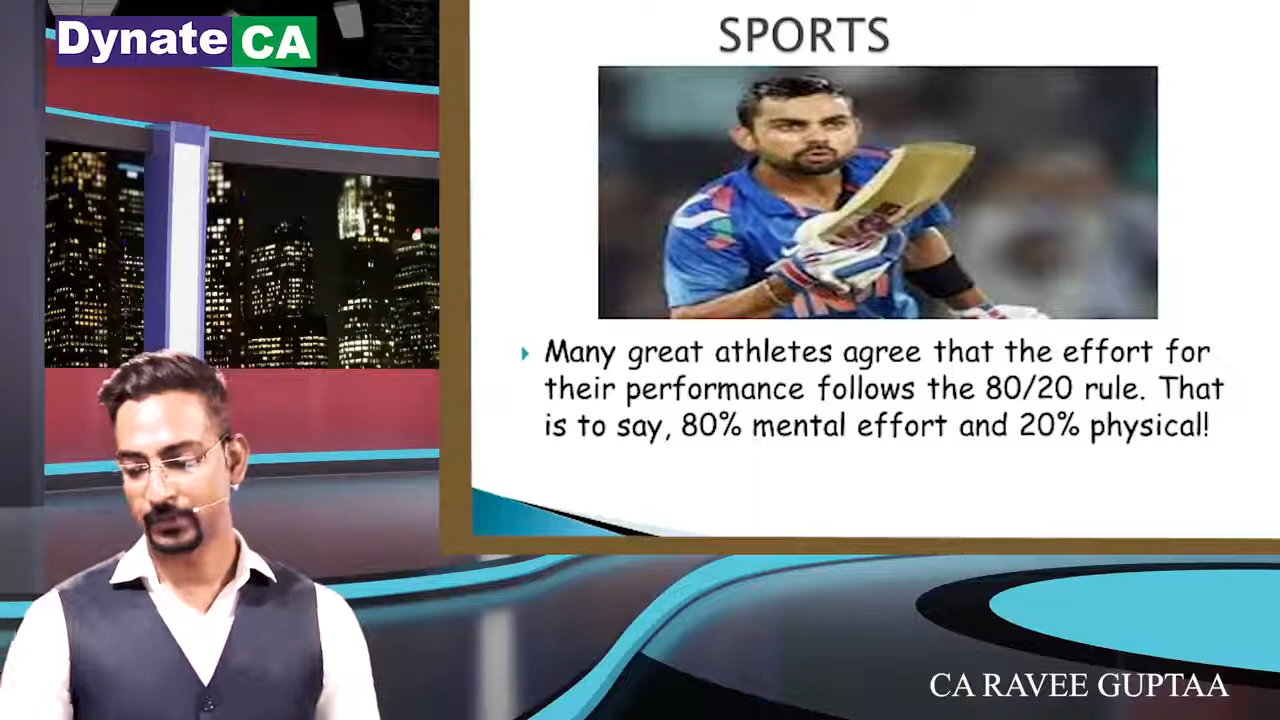 Dynate CA
SPORTS
Many great athletes agree that the effort for
their performance follows the 80/20 rule. That
is to say, 80% mental effort and 20% physical!
CA RAVEE GUPTAA